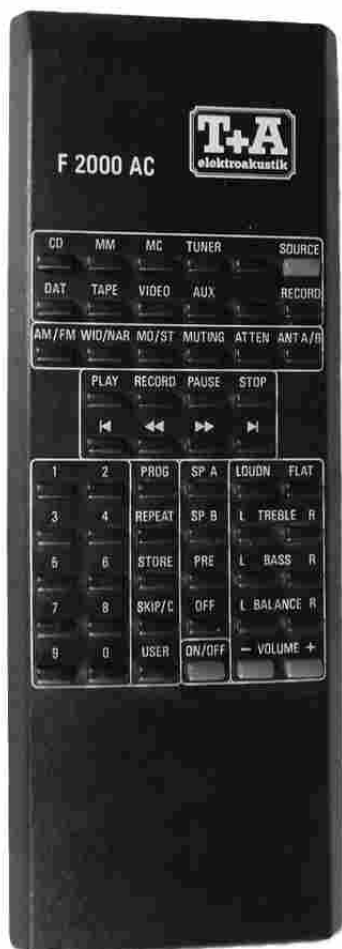 T+A
elektroakustik
F 2000 AC
CD MM MC TUNER SOURCE
DAT TAPE VIDEO AUX RECORD
AM/FM WID/NAR MO/ST MUTING ATTEN ANT A/B
PLAY RECORD PAUSE STOP
1 2 PROG SP A LOUDN FLAT
3 4 REPEAT SP B L TREBLE R
5 6 STORE PRE L BASS R
7 8 SKIP/C OFF L BALANCE R
9 0 USER ON/OFF − VOLUME +